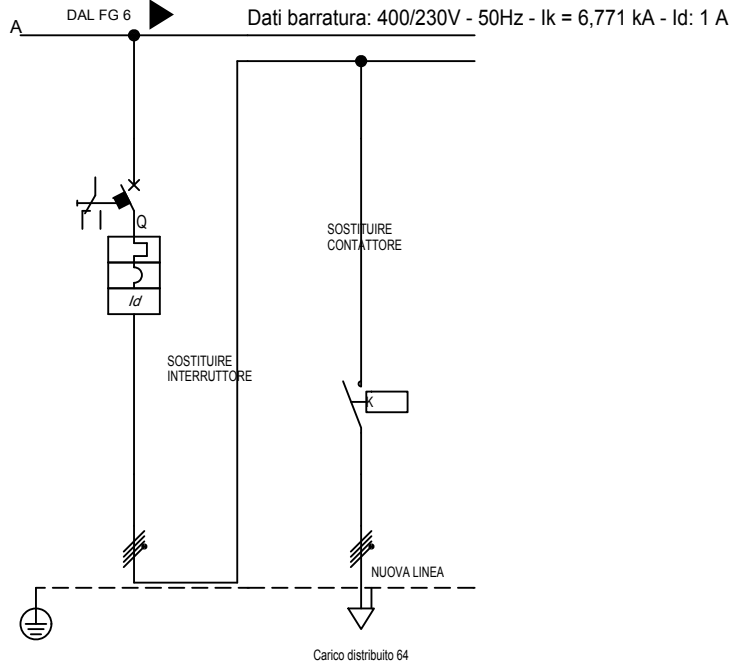 DAL FG 6
Dati barratura: 400/230V - 50Hz - Ik = 6,771 kA - Id: 1 A
A
Q
Id
SOSTITUIRE
CONTATTORE
SOSTITUIRE
INTERRUTTORE
K
NUOVA LINEA
Carico distribuito 64